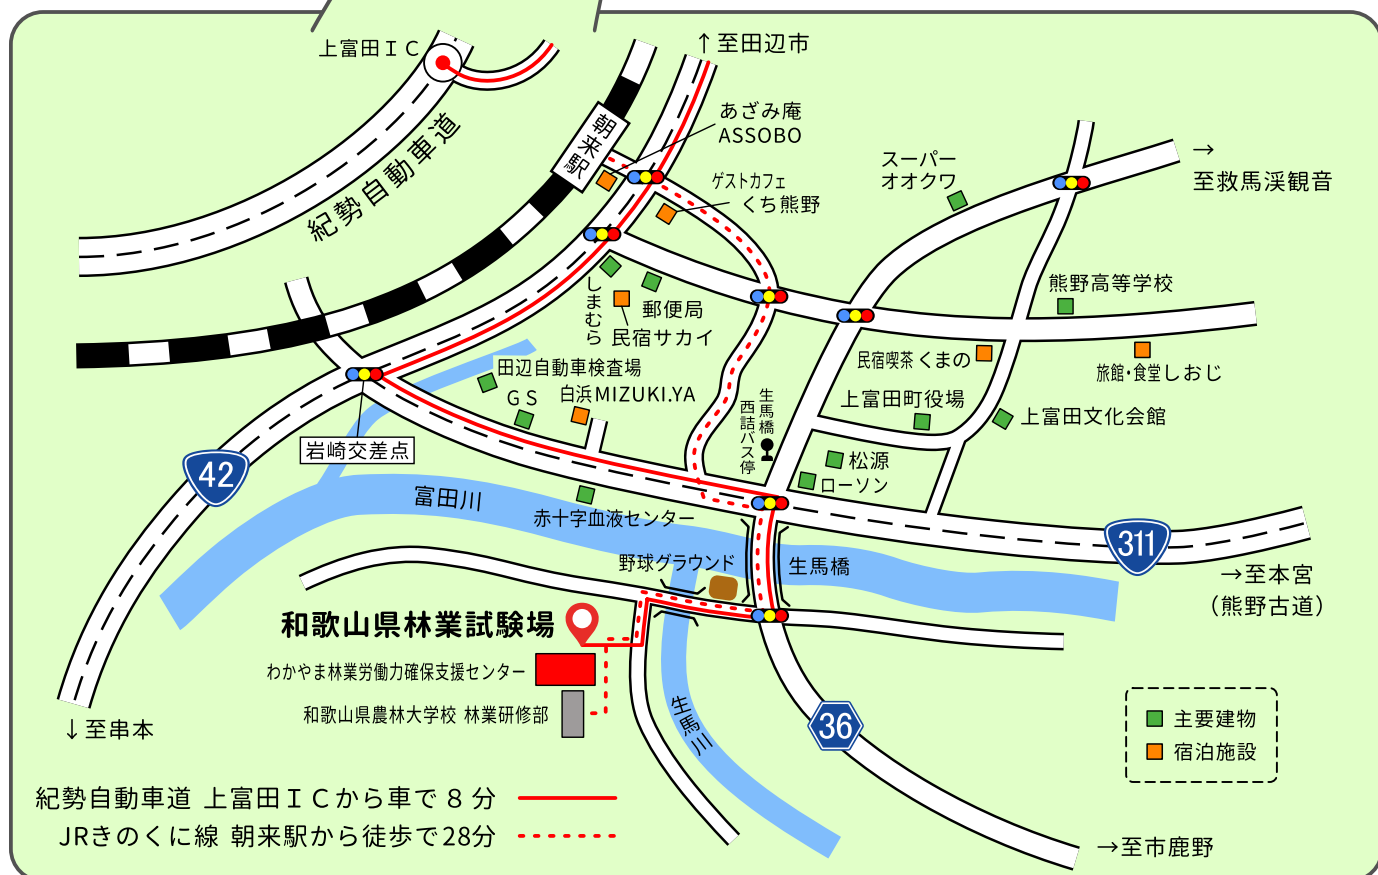 ↑至田辺市
上富田ＩＣ
あざみ庵
ASSOBO
朝来駅
紀勢自動車道
スーパー
オオクワ
→
至救馬渓観音
ゲストカフェ
くち熊野
熊野高等学校
しまむら
郵便局
民宿サカイ
民宿喫茶 くまの
旅館・食堂しおじ
田辺自動車検査場
ＧＳ
白浜MIZUKI.YA
生馬橋
西詰バス停
上富田町役場
上富田文化会館
岩崎交差点
42
松源
ローソン
富田川
赤十字血液センター
311
野球グラウンド
生馬橋
→至本宮
（熊野古道）
和歌山県林業試験場
わかやま林業労働力確保支援センター
和歌山県農林大学校 林業研修部
生馬川
36
↓至串本
主要建物
宿泊施設
紀勢自動車道 上富田ＩＣから車で８分
JRきのくに線 朝来駅から徒歩で28分
→至市鹿野